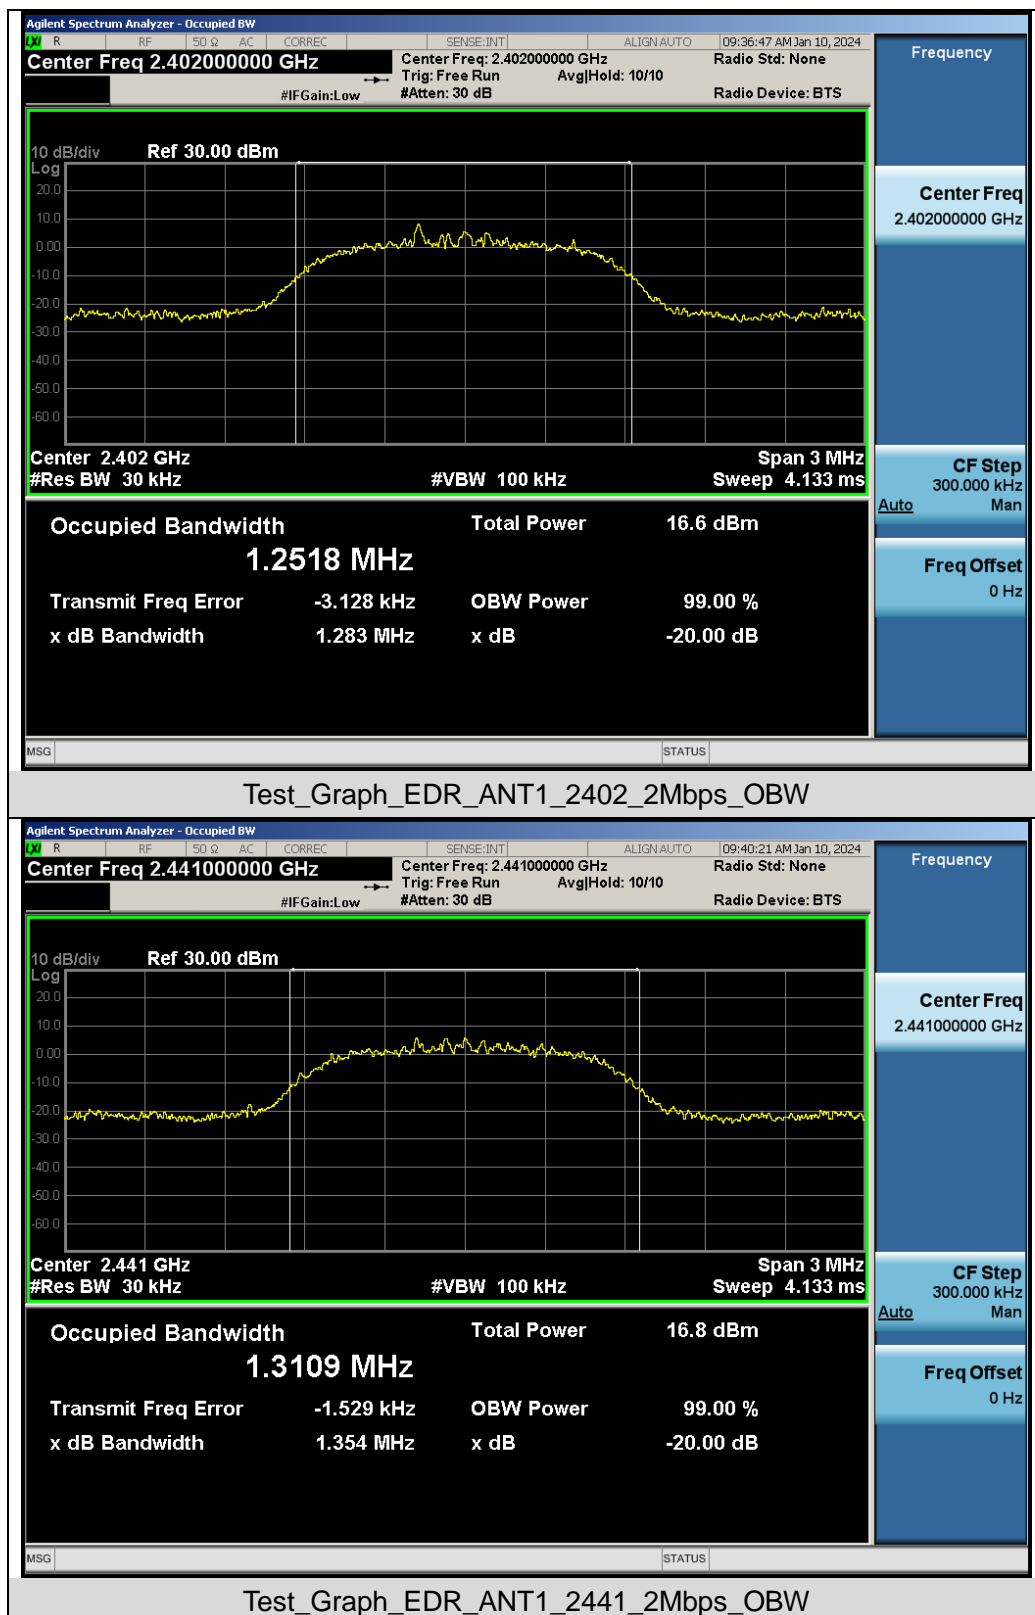 Agilent Spectrum Analyzer - Occupied BW
LXI R RF 50 Ω AC CORREC SENSE:INT ALIGN AUTO 09:36:47 AM Jan 10, 2024
Center Freq 2.402000000 GHz
Center Freq: 2.402000000 GHz Radio Std: None
Trig: Free Run Avg|Hold: 10/10
#IFGain:Low #Atten: 30 dB Radio Device: BTS
Frequency
10 dB/div Ref 30.00 dBm
Log
20.0
10.0
0.00
-10.0
-20.0
-30.0
-40.0
-50.0
-60.0
Center 2.402 GHz Span 3 MHz
#Res BW 30 kHz #VBW 100 kHz Sweep 4.133 ms
Center Freq
2.402000000 GHz
CF Step
300.000 kHz
Auto Man
Freq Offset
0 Hz
Occupied Bandwidth Total Power 16.6 dBm
1.2518 MHz
Transmit Freq Error -3.128 kHz OBW Power 99.00 %
x dB Bandwidth 1.283 MHz x dB -20.00 dB
MSG STATUS
Test_Graph_EDR_ANT1_2402_2Mbps_OBW
Agilent Spectrum Analyzer - Occupied BW
LXI R RF 50 Ω AC CORREC SENSE:INT ALIGN AUTO 09:40:21 AM Jan 10, 2024
Center Freq 2.441000000 GHz
Center Freq: 2.441000000 GHz Radio Std: None
Trig: Free Run Avg|Hold: 10/10
#IFGain:Low #Atten: 30 dB Radio Device: BTS
Frequency
10 dB/div Ref 30.00 dBm
Log
20.0
10.0
0.00
-10.0
-20.0
-30.0
-40.0
-50.0
-60.0
Center 2.441 GHz Span 3 MHz
#Res BW 30 kHz #VBW 100 kHz Sweep 4.133 ms
Center Freq
2.441000000 GHz
CF Step
300.000 kHz
Auto Man
Freq Offset
0 Hz
Occupied Bandwidth Total Power 16.8 dBm
1.3109 MHz
Transmit Freq Error -1.529 kHz OBW Power 99.00 %
x dB Bandwidth 1.354 MHz x dB -20.00 dB
MSG STATUS
Test_Graph_EDR_ANT1_2441_2Mbps_OBW